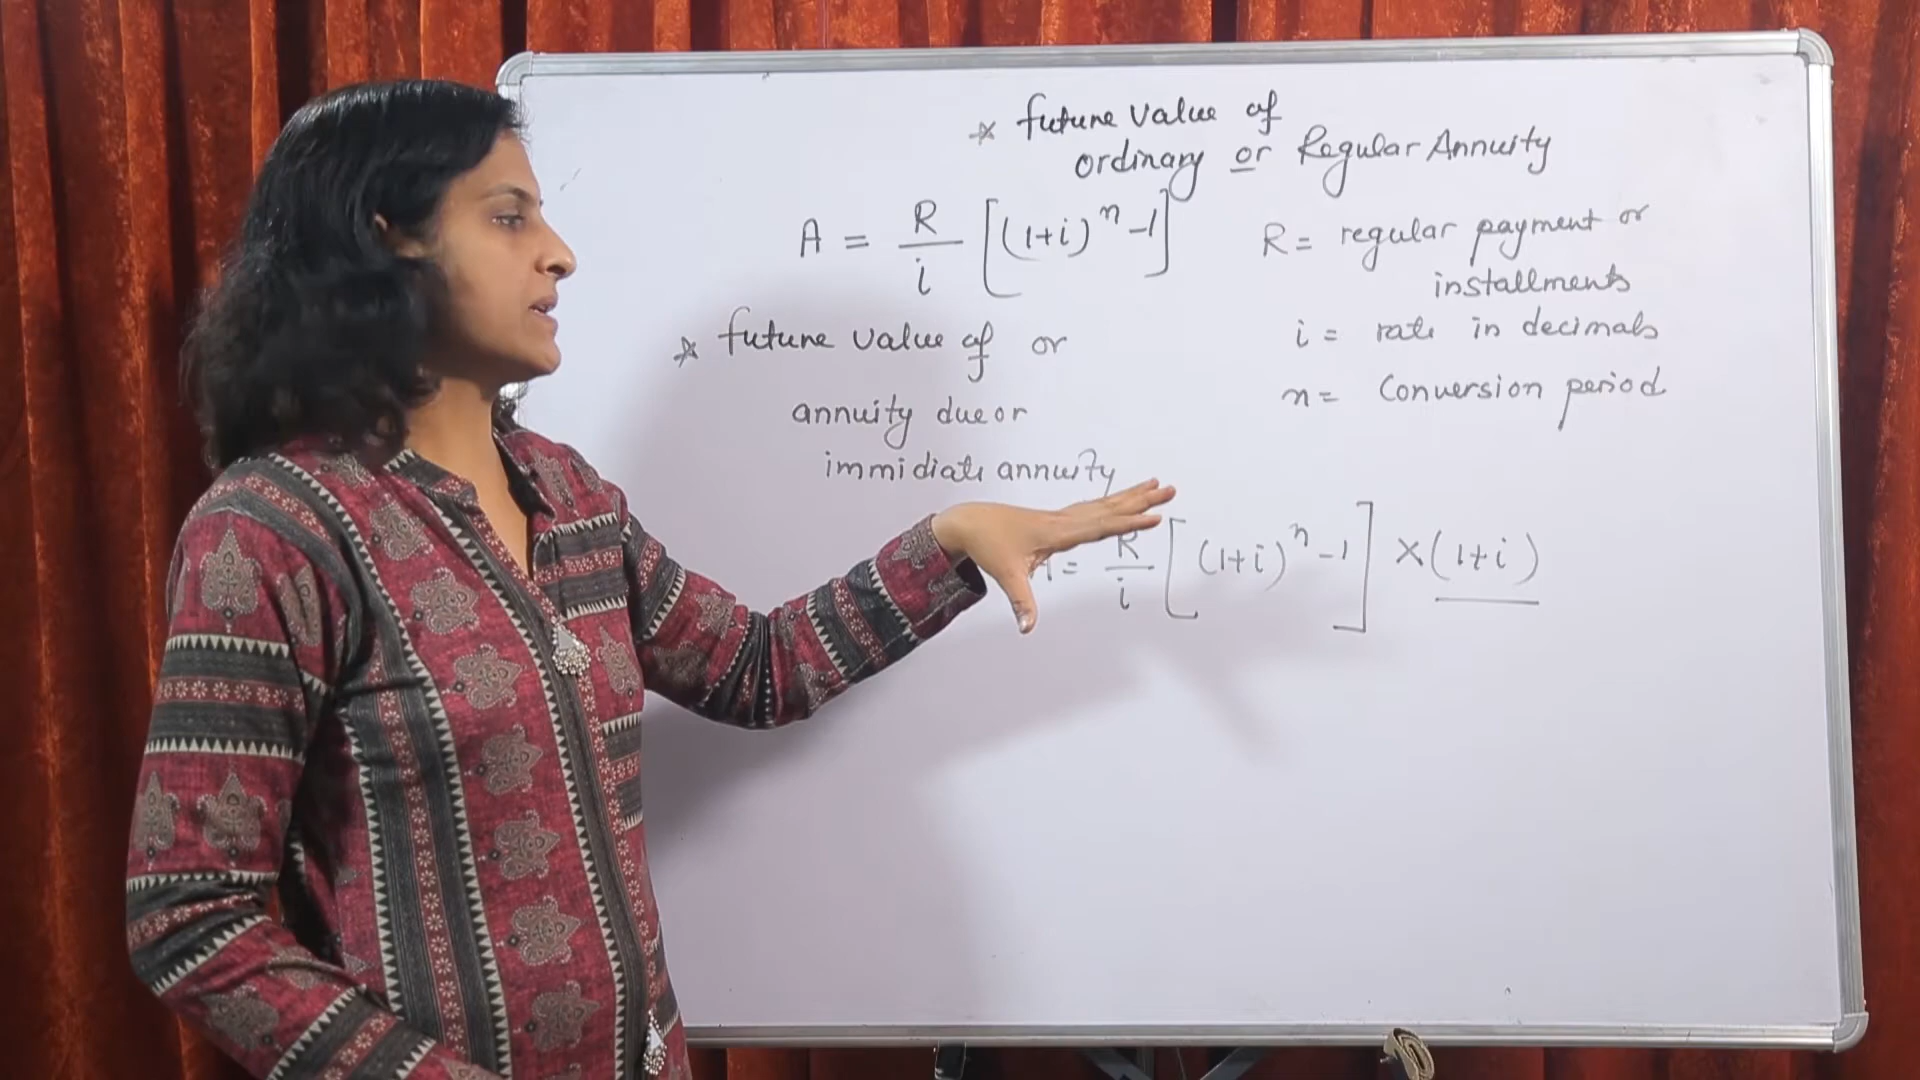 * future value of
ordinary or Regular Annuity
A = R/i [(1+i)^n -1]
R = regular payment or
installments
i = rate in decimals
n = Conversion period
* future value of or
annuity due or
immidiate annuity
A = R/i [(1+i)^n -1] × (1+i)